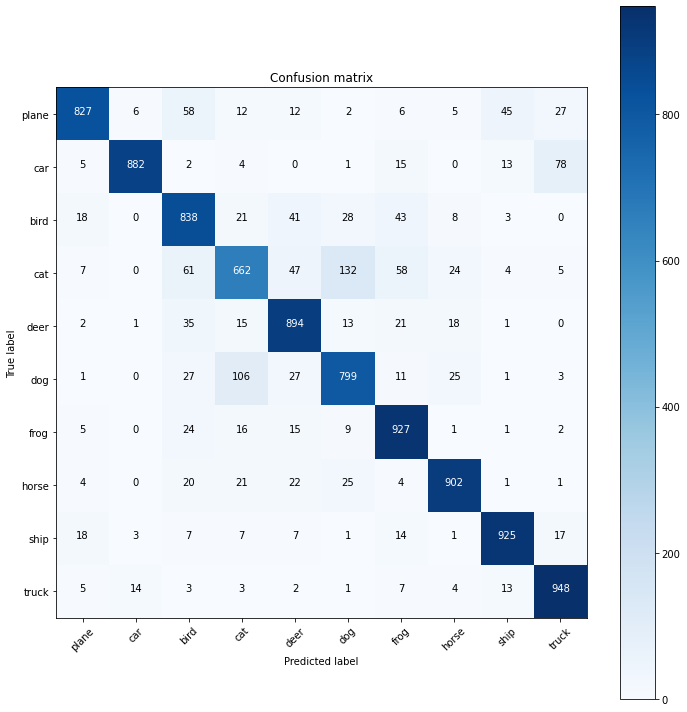 Confusion matrix
plane 827 6 58 12 12 2 6 5 45 27
car 5 882 2 4 0 1 15 0 13 78
bird 18 0 838 21 41 28 43 8 3 0
cat 7 0 61 662 47 132 58 24 4 5
deer 2 1 35 15 894 13 21 18 1 0
dog 1 0 27 106 27 799 11 25 1 3
frog 5 0 24 16 15 9 927 1 1 2
horse 4 0 20 21 22 25 4 902 1 1
ship 18 3 7 7 7 1 14 1 925 17
truck 5 14 3 3 2 1 7 4 13 948
True label
plane car bird cat deer dog frog horse ship truck
Predicted label
800
600
400
200
0